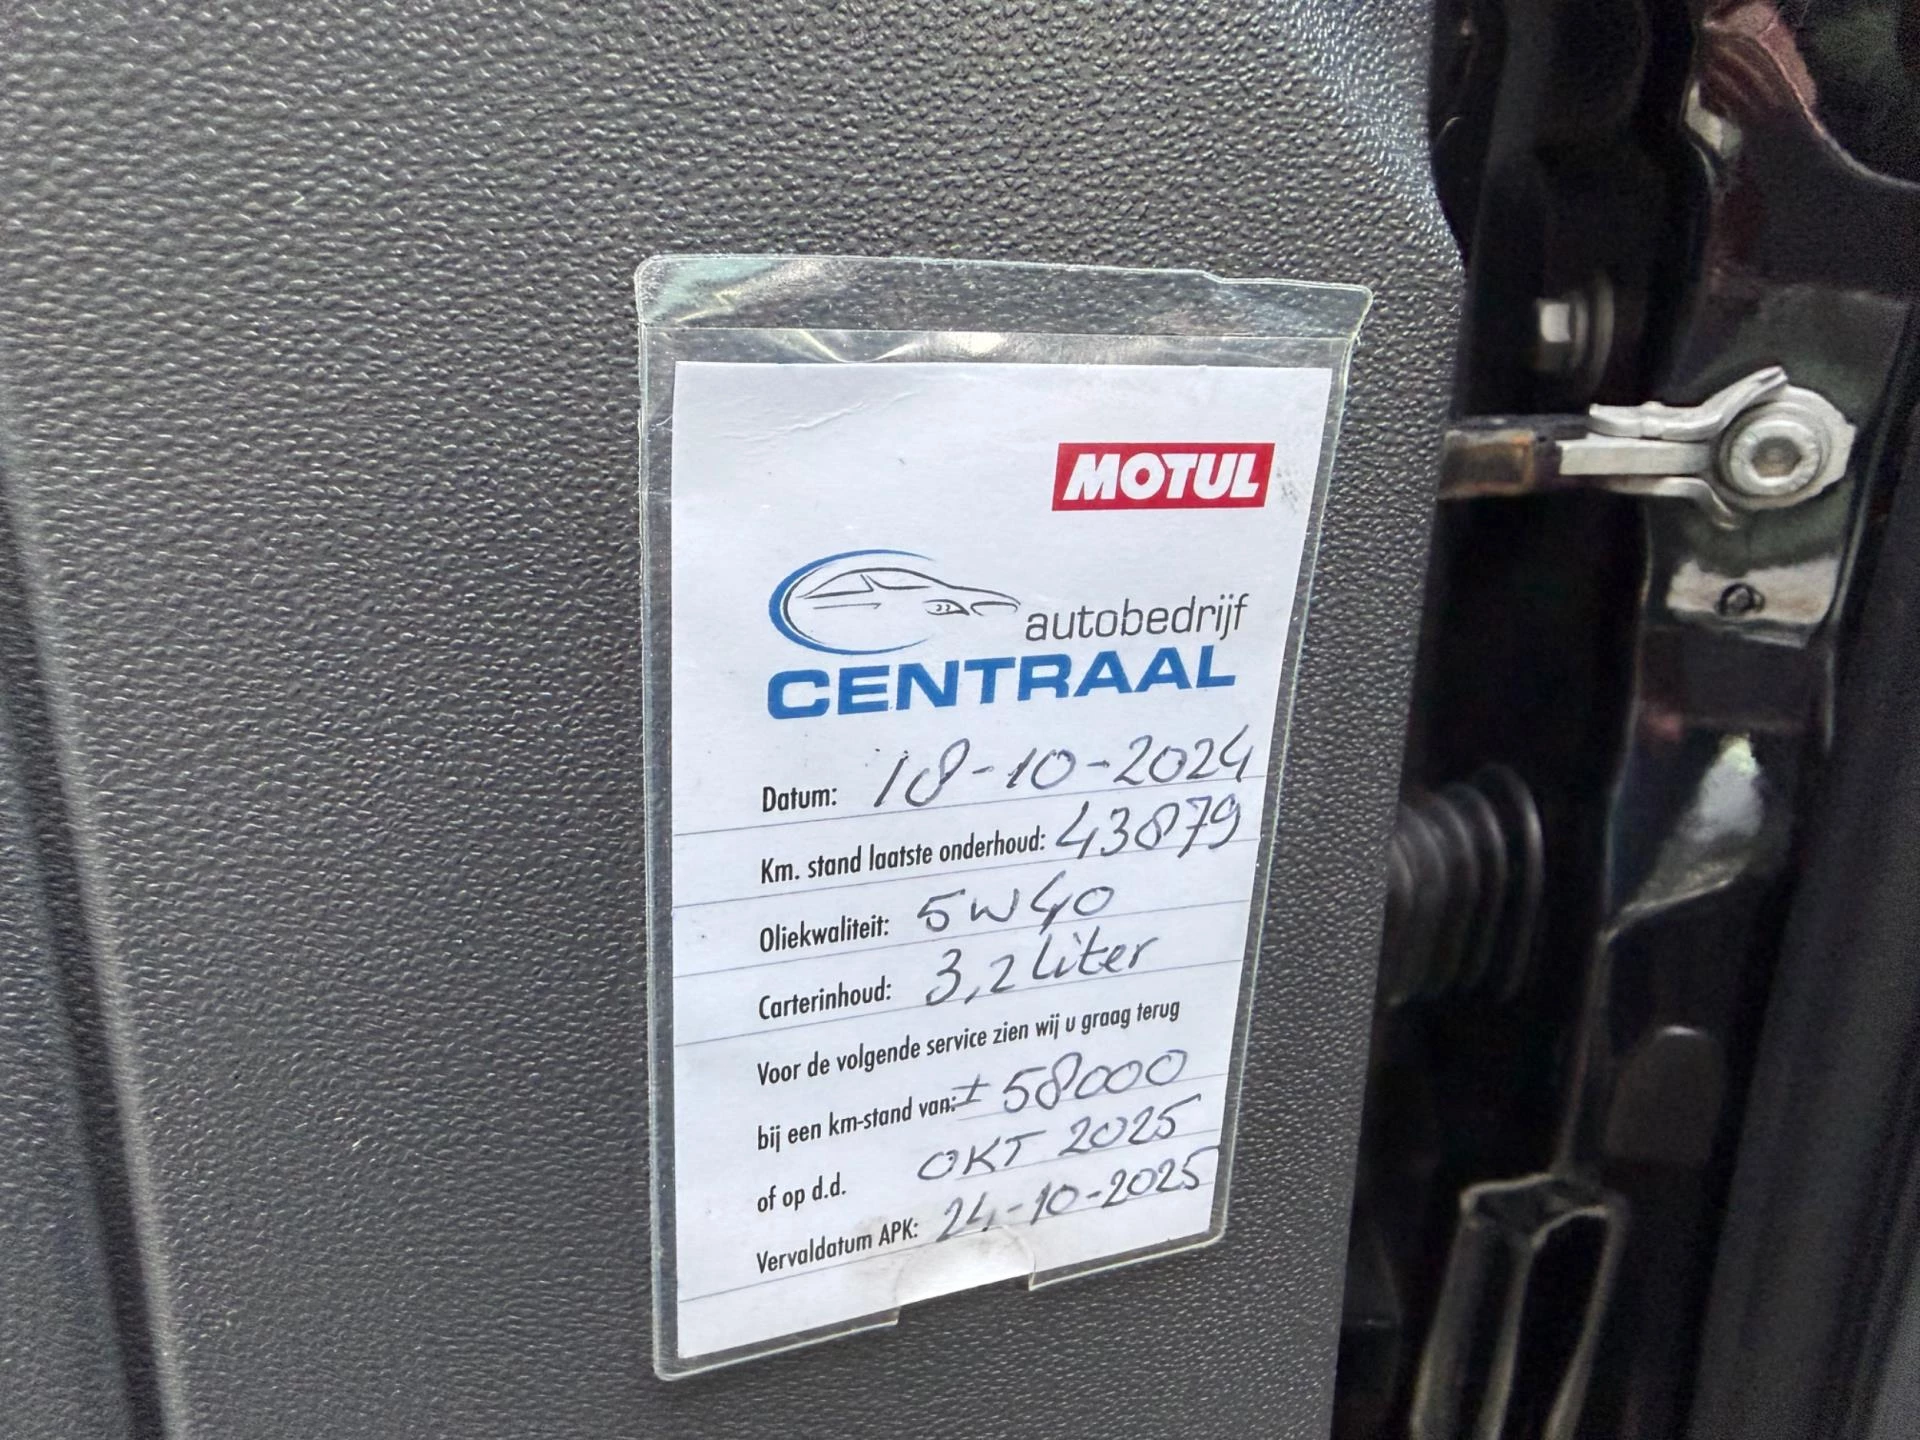 MOTUL
autobedrijf
CENTRAAL
Datum: 18-10-2024
Km. stand laatste onderhoud: 43879
Oliekwaliteit: 5W40
Carterinhoud: 3,2 Liter
Voor de volgende service zien wij u graag terug
bij een km-stand van: ± 58000
of op d.d. OKT 2025
Vervaldatum APK: 24-10-2025